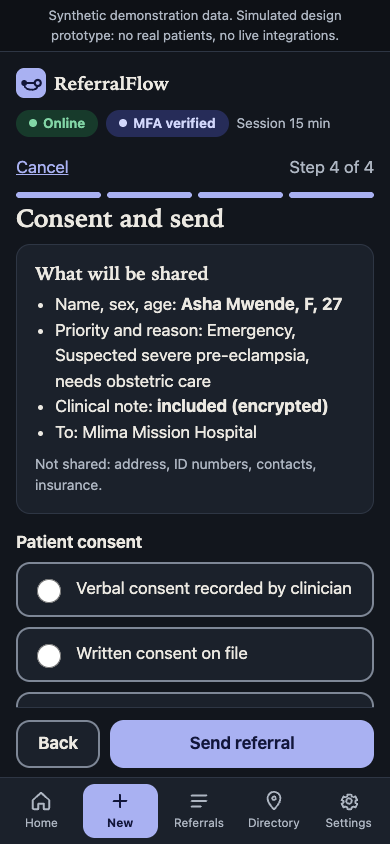 Synthetic demonstration data. Simulated design
prototype: no real patients, no live integrations.
ReferralFlow
Online
MFA verified
Session 15 min
Cancel
Step 4 of 4
Consent and send
What will be shared
• Name, sex, age: Asha Mwende, F, 27
• Priority and reason: Emergency,
Suspected severe pre-eclampsia,
needs obstetric care
• Clinical note: included (encrypted)
• To: Mlima Mission Hospital
Not shared: address, ID numbers, contacts,
insurance.
Patient consent
Verbal consent recorded by clinician
Written consent on file
Back
Send referral
Home
New
Referrals
Directory
Settings